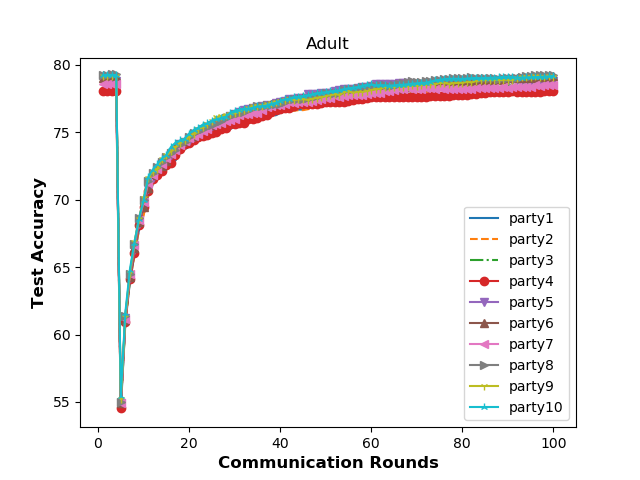 Adult
80
75
70
65
60
55
Test Accuracy
0 20 40 60 80 100
Communication Rounds
party1
party2
party3
party4
party5
party6
party7
party8
party9
party10